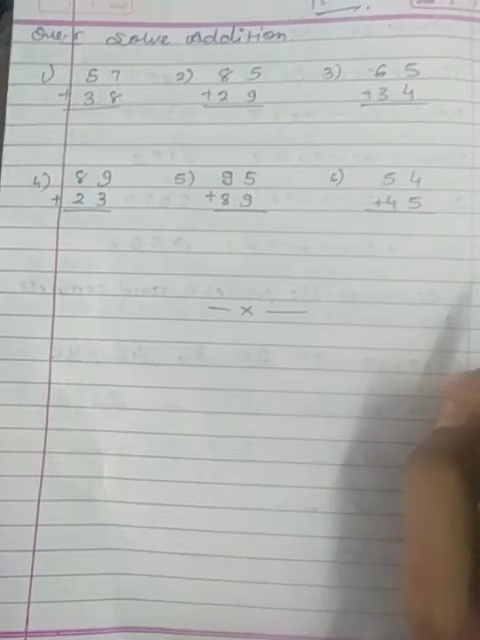 Que:- Solve Addition.
1) 57 2) 85 3) 65
+38 +29 +34
4) 89 5) 95 6) 54
+23 +89 +45
— x —